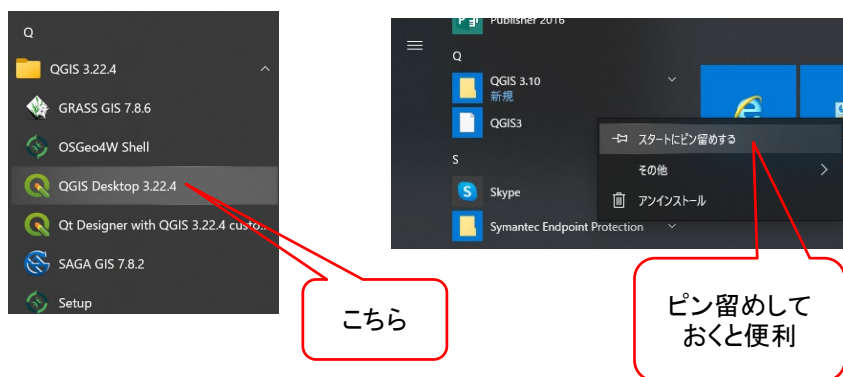 Q
QGIS 3.22.4
GRASS GIS 7.8.6
OSGeo4W Shell
QGIS Desktop 3.22.4
Qt Designer with QGIS 3.22.4 custo...
SAGA GIS 7.8.2
Setup
こちら
Publisher 2016
Q
QGIS 3.10
新規
QGIS3
S
Skype
Symantec Endpoint Protection
スタートにピン留めする
その他
アンインストール
ピン留めして
おくと便利